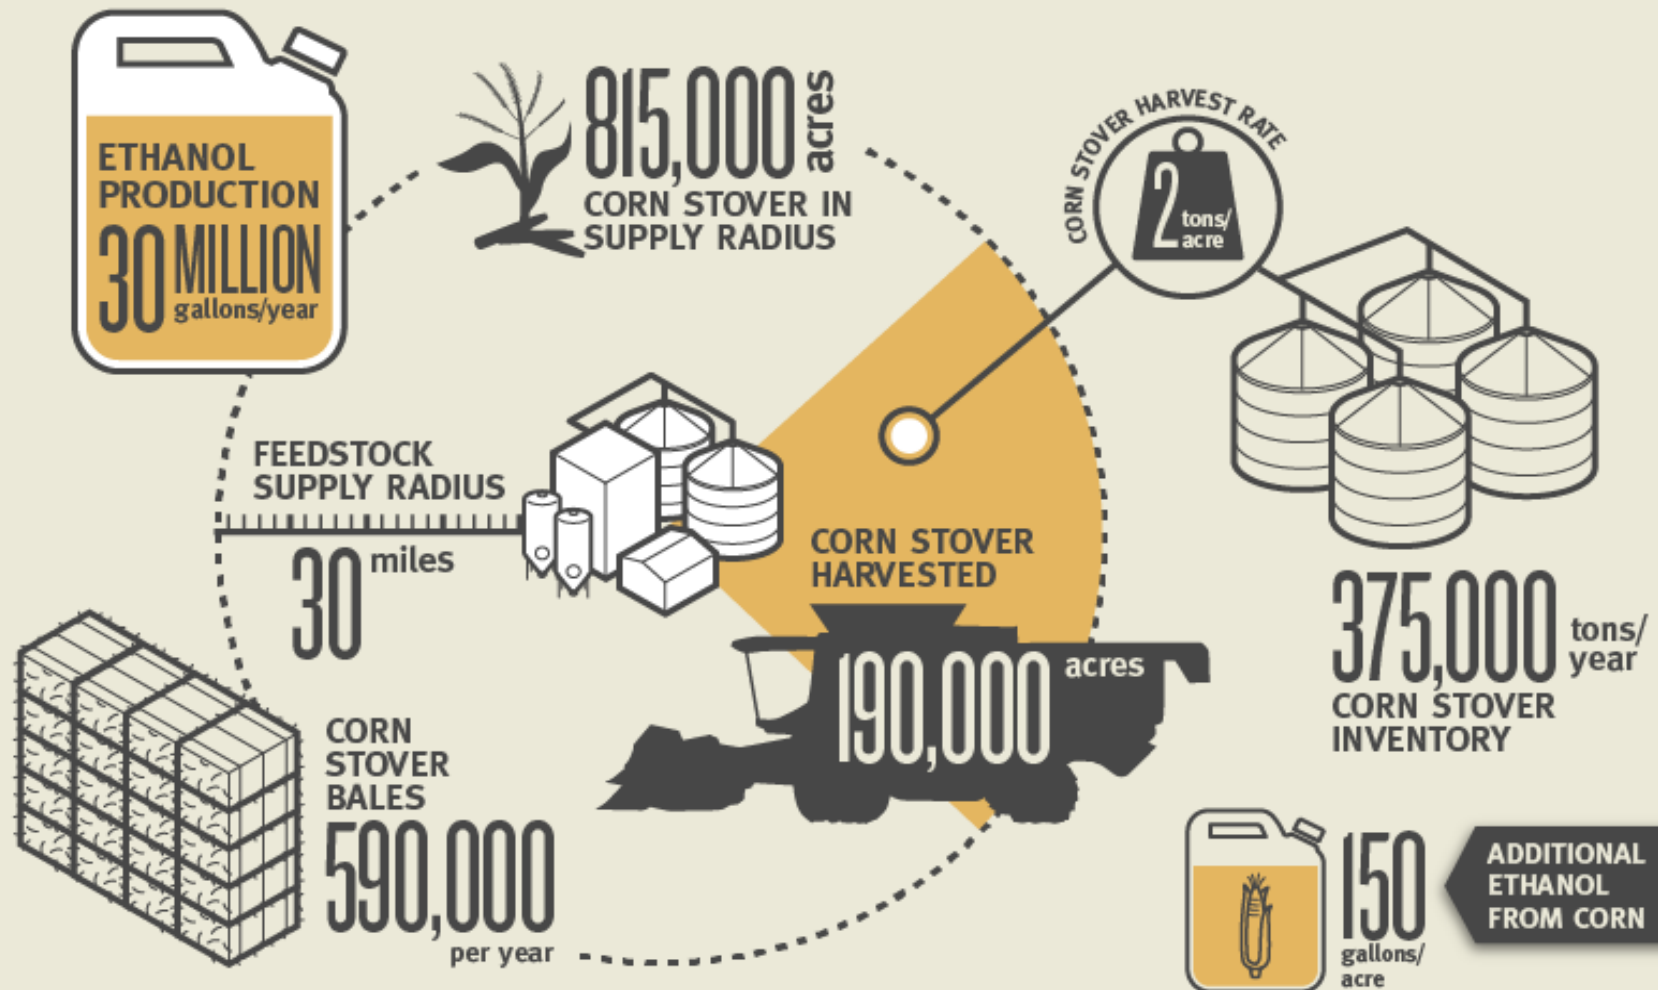 ETHANOL
PRODUCTION
30 MILLION
gallons/year
815,000 acres
CORN STOVER IN
SUPPLY RADIUS
CORN STOVER HARVEST RATE
2 tons/
acre
FEEDSTOCK
SUPPLY RADIUS
30 miles
CORN STOVER
HARVESTED
190,000 acres
375,000 tons/
year
CORN STOVER
INVENTORY
CORN
STOVER
BALES
590,000
per year
150
gallons/
acre
ADDITIONAL
ETHANOL
FROM CORN